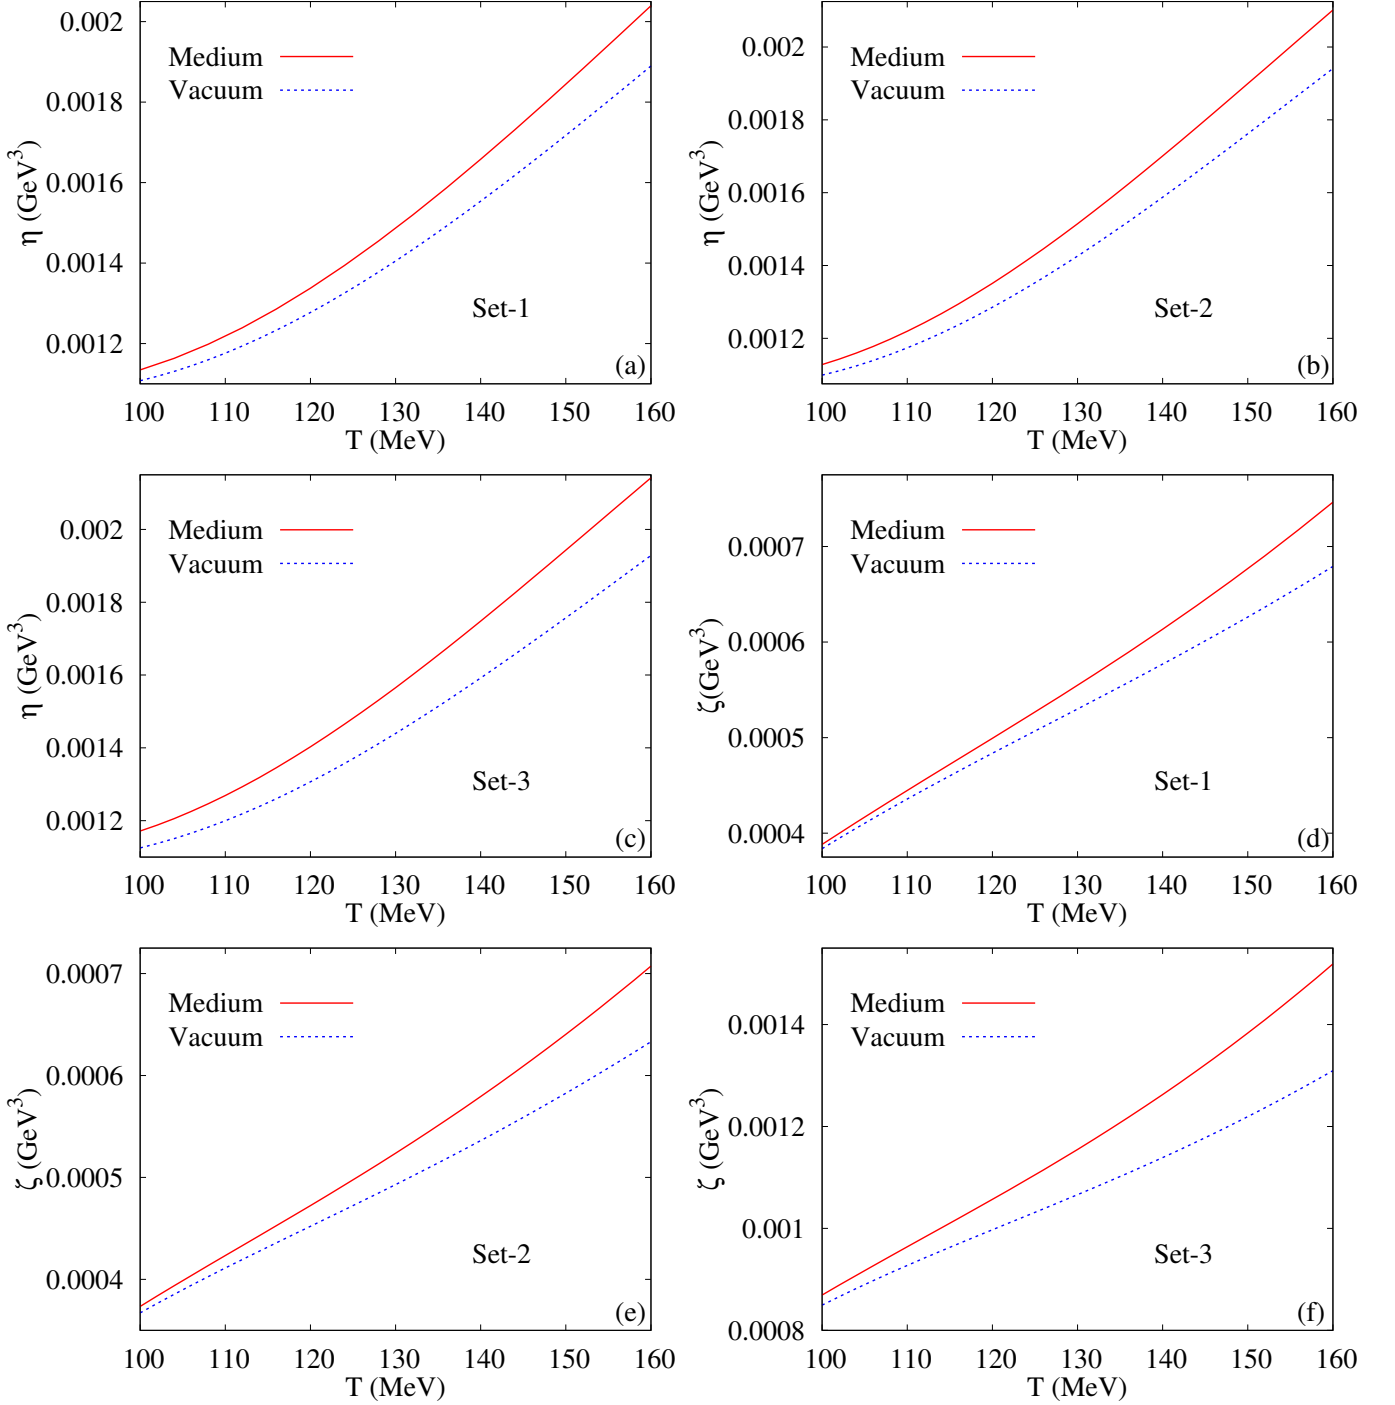 0.002
0.0018
0.0016
0.0014
0.0012
η (GeV³)
Medium
Vacuum
Set-1
(a)
100 110 120 130 140 150 160
T (MeV)
0.002
0.0018
0.0016
0.0014
0.0012
η (GeV³)
Medium
Vacuum
Set-2
(b)
100 110 120 130 140 150 160
T (MeV)
0.002
0.0018
0.0016
0.0014
0.0012
η (GeV³)
Medium
Vacuum
Set-3
(c)
100 110 120 130 140 150 160
T (MeV)
0.0007
0.0006
0.0005
0.0004
ζ(GeV³)
Medium
Vacuum
Set-1
(d)
100 110 120 130 140 150 160
T (MeV)
0.0007
0.0006
0.0005
0.0004
ζ (GeV³)
Medium
Vacuum
Set-2
(e)
100 110 120 130 140 150 160
T (MeV)
0.0014
0.0012
0.001
0.0008
ζ (GeV³)
Medium
Vacuum
Set-3
(f)
100 110 120 130 140 150 160
T (MeV)